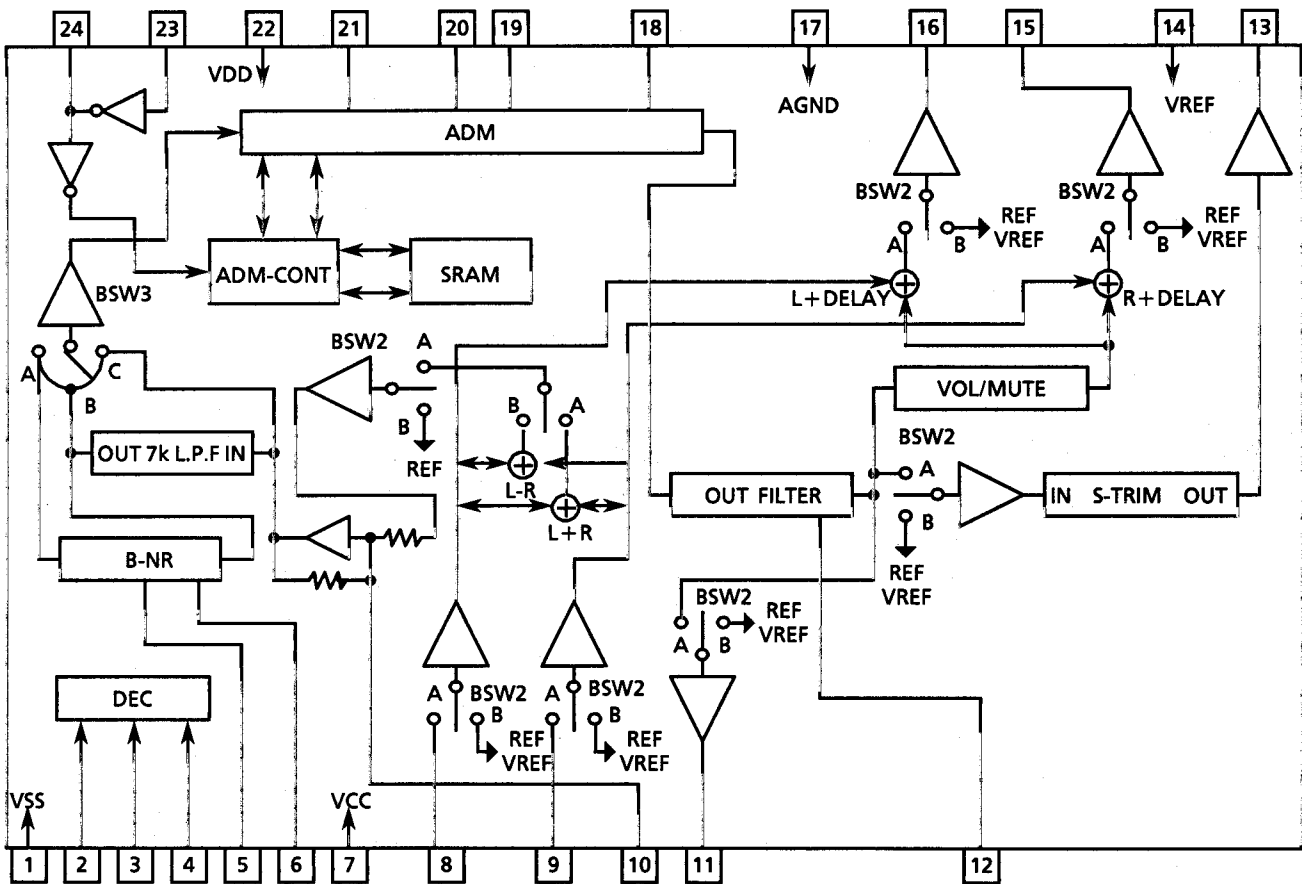 24 23 22 21 20 19 18 17 16 15 14 13
VDD
AGND
VREF
ADM
BSW2
BSW2
REF
VREF
REF
VREF
A
B
A
B
ADM-CONT
SRAM
BSW3
L+DELAY
R+DELAY
A
B
C
BSW2
A
B
REF
B
A
VOL/MUTE
BSW2
A
B
OUT 7k L.P.F IN
L-R
L+R
OUT FILTER
IN S-TRIM OUT
REF
VREF
B-NR
BSW2
REF
VREF
A
B
DEC
A
BSW2
B
REF
VREF
A
BSW2
B
REF
VREF
VSS
VCC
1 2 3 4 5 6 7 8 9 10 11 12